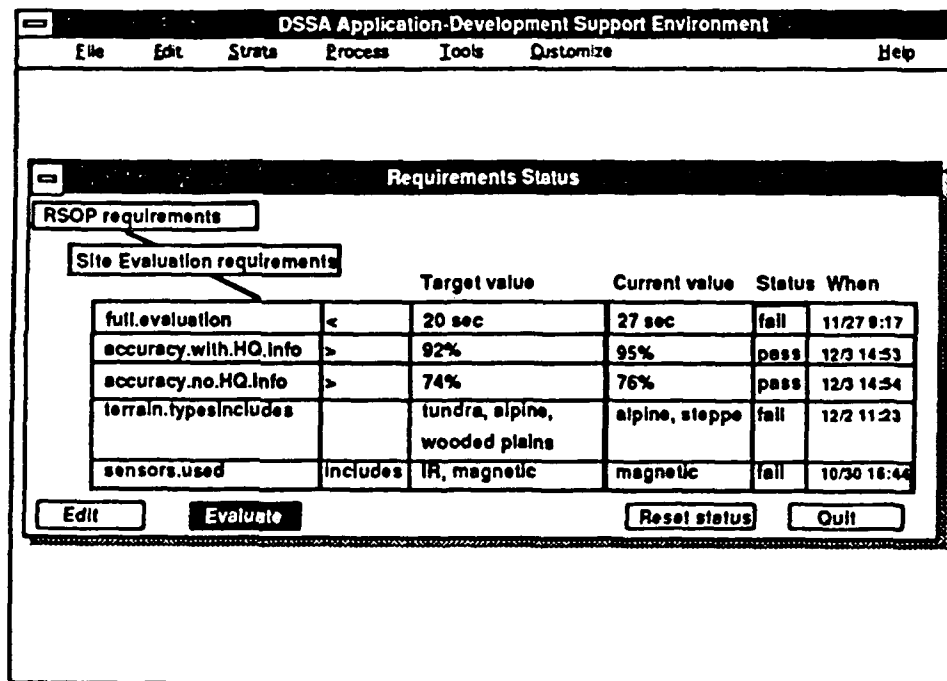 DSSA Application-Development Support Environment
File Edit Strata Process Tools Customize Help
Requirements Status
RSOP requirements
Site Evaluation requirements
Target value Current value Status When
full.evaluation < 20 sec 27 sec fail 11/27 9:17
accuracy.with.HQ.info > 92% 95% pass 12/3 14:53
accuracy.no.HQ.info > 74% 76% pass 12/3 14:54
terrain.typesincludes tundra, alpine, alpine, steppe fail 12/2 11:23
wooded plains
sensors.used includes IR, magnetic magnetic fail 10/30 16:44
Edit Evaluate Reset status Quit